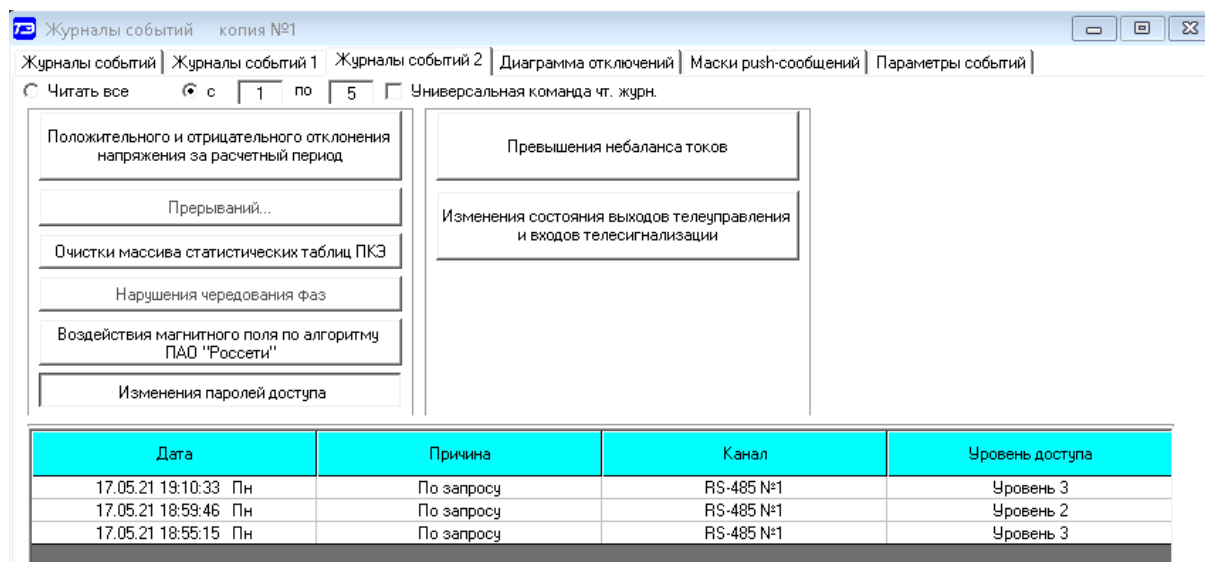 ТЭ Журналы событий копия №1
Журналы событий Журналы событий 1 Журналы событий 2 Диаграмма отключений Маски push-сообщений Параметры событий
Читать все с 1 по 5 Универсальная команда чт. журн.
Положительного и отрицательного отклонения
напряжения за расчетный период
Превышения небаланса токов
Прерываний...
Изменения состояния выходов телеуправления
и входов телесигнализации
Очистки массива статистических таблиц ПКЭ
Нарушения чередования фаз
Воздействия магнитного поля по алгоритму
ПАО "Россети"
Изменения паролей доступа
Дата Причина Канал Уровень доступа
17.05.21 19:10:33 Пн По запросу RS-485 №1 Уровень 3
17.05.21 18:59:46 Пн По запросу RS-485 №1 Уровень 2
17.05.21 18:55:15 Пн По запросу RS-485 №1 Уровень 3